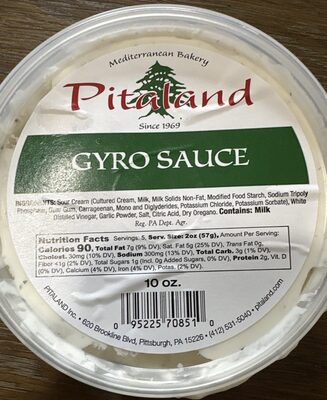 Mediterranean Bakery
Pitaland
Since 1969
GYRO SAUCE
INGREDIENTS: Sour Cream (Cultured Cream, Milk, Milk Solids Non-Fat, Modified Food Starch, Sodium Tripoly
Phosphate, Guar Gum, Carrageenan, Mono and Diglycerides, Potassium Chloride, Potassium Sorbate), White
Distilled Vinegar, Garlic Powder, Salt, Citric Acid, Dry Oregano. Contains: Milk
Reg. PA Dept. Agr.
Nutrition Facts Servings, 5, Serv. Size: 2oz (57g), Amount Per Serving:
Calories 90, Total Fat 7g (9% DV), Sat. Fat 5g (25% DV), Trans Fat 0g,
Cholest. 30mg (10% DV), Sodium 300mg (13% DV), Total Carb. 3g (1% DV),
Fiber <1g (2% DV), Total Sugars 1g (Incl. 0g Added Sugars, 0% DV), Protein 2g, Vit. D
(0% DV), Calcium (4% DV), Iron (4% DV), Potas. (2% DV).
10 oz.
0 95225 70851 0
PITALAND Inc. • 620 Brookline Blvd, Pittsburgh, PA 15226 • (412) 531-5040 • pitaland.com